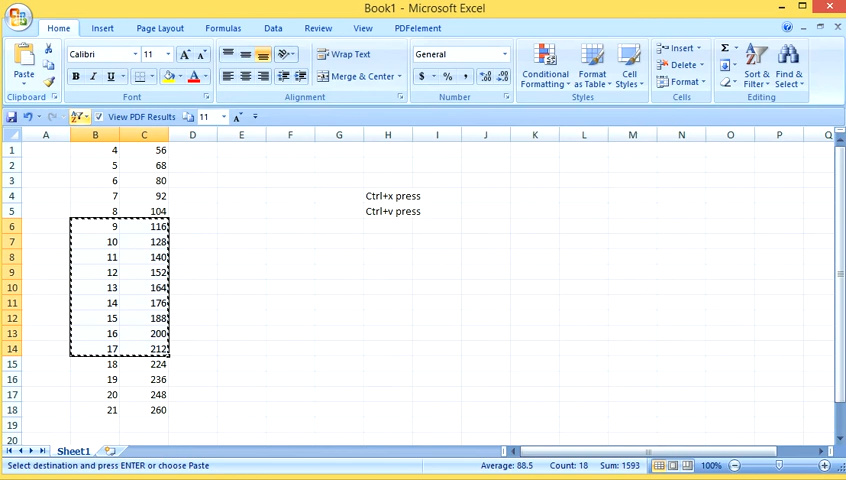 Book1 - Microsoft Excel
Home Insert Page Layout Formulas Data Review View PDFelement
Paste
Calibri 11 A A
Wrap Text
General
Conditional Formatting
Format as Table
Cell Styles
Insert
Delete
Format
Sort & Filter
Find & Select
B I U A
Merge & Center
$ % ,
Clipboard Font Alignment Number Styles Cells Editing
View PDF Results 11 A
A B C D E F G H I J K L M N O P Q
1 4 56
2 5 68
3 6 80
4 7 92 Ctrl+x press
5 8 104 Ctrl+v press
6 9 116
7 10 128
8 11 140
9 12 152
10 13 164
11 14 176
12 15 188
13 16 200
14 17 212
15 18 224
16 19 236
17 20 248
18 21 260
19
20
Sheet1
Select destination and press ENTER or choose Paste Average: 88.5 Count: 18 Sum: 1593 100%